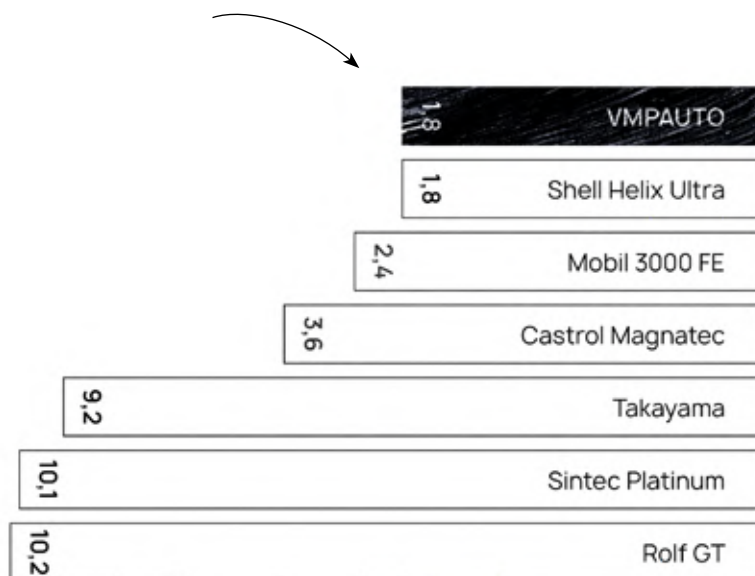 1,8 VMPAUTO
1,8 Shell Helix Ultra
2,4 Mobil 3000 FE
3,6 Castrol Magnatec
9,2 Takayama
10,1 Sintec Platinum
10,2 Rolf GT